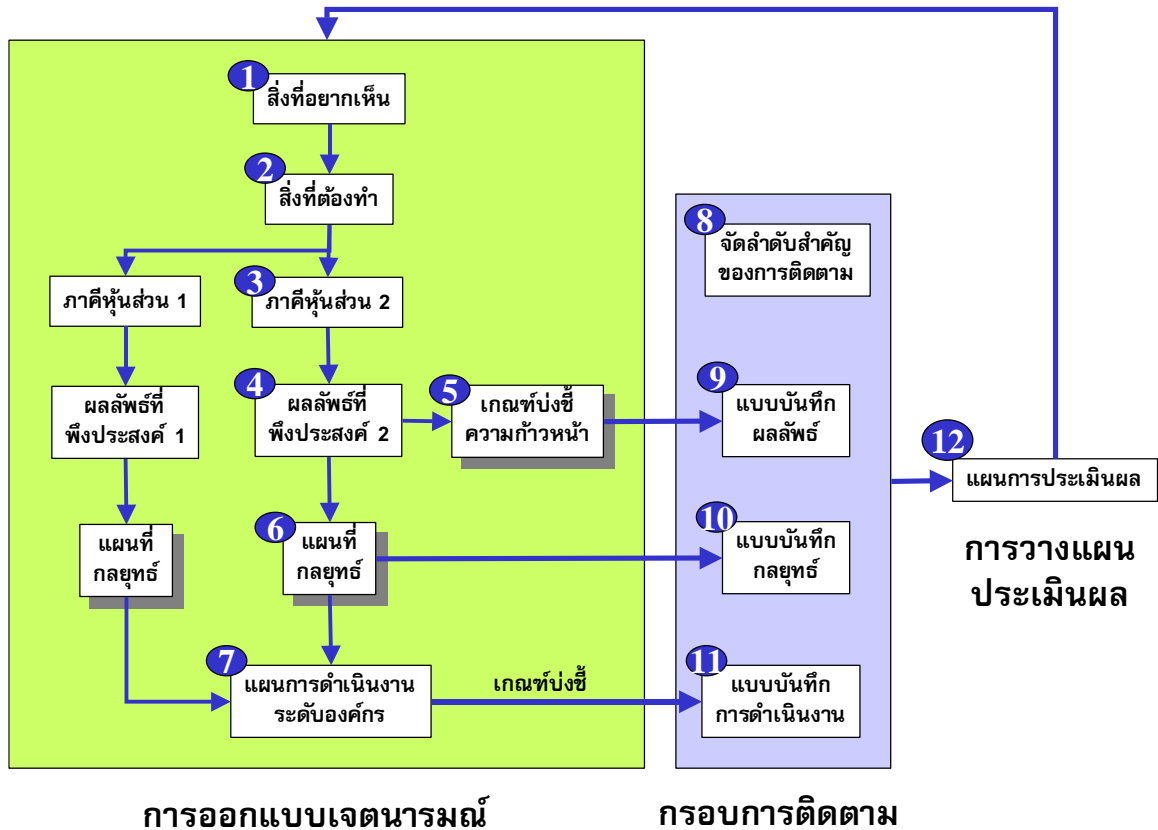 1
สิ่งที่อยากเห็น
2
สิ่งที่ต้องทำ
ภาคีหุ้นส่วน 1
3
ภาคีหุ้นส่วน 2
ผลลัพธ์ที่
พึงประสงค์ 1
4
ผลลัพธ์ที่
พึงประสงค์ 2
5
เกณฑ์บ่งชี้
ความก้าวหน้า
แผนที่
กลยุทธ์
6
แผนที่
กลยุทธ์
7
แผนการดำเนินงาน
ระดับองค์กร
เกณฑ์บ่งชี้
8
จัดลำดับสำคัญ
ของการติดตาม
9
แบบบันทึก
ผลลัพธ์
10
แบบบันทึก
กลยุทธ์
11
แบบบันทึก
การดำเนินงาน
12
แผนการประเมินผล
การวางแผน
ประเมินผล
การออกแบบเจตนารมณ์
กรอบการติดตาม